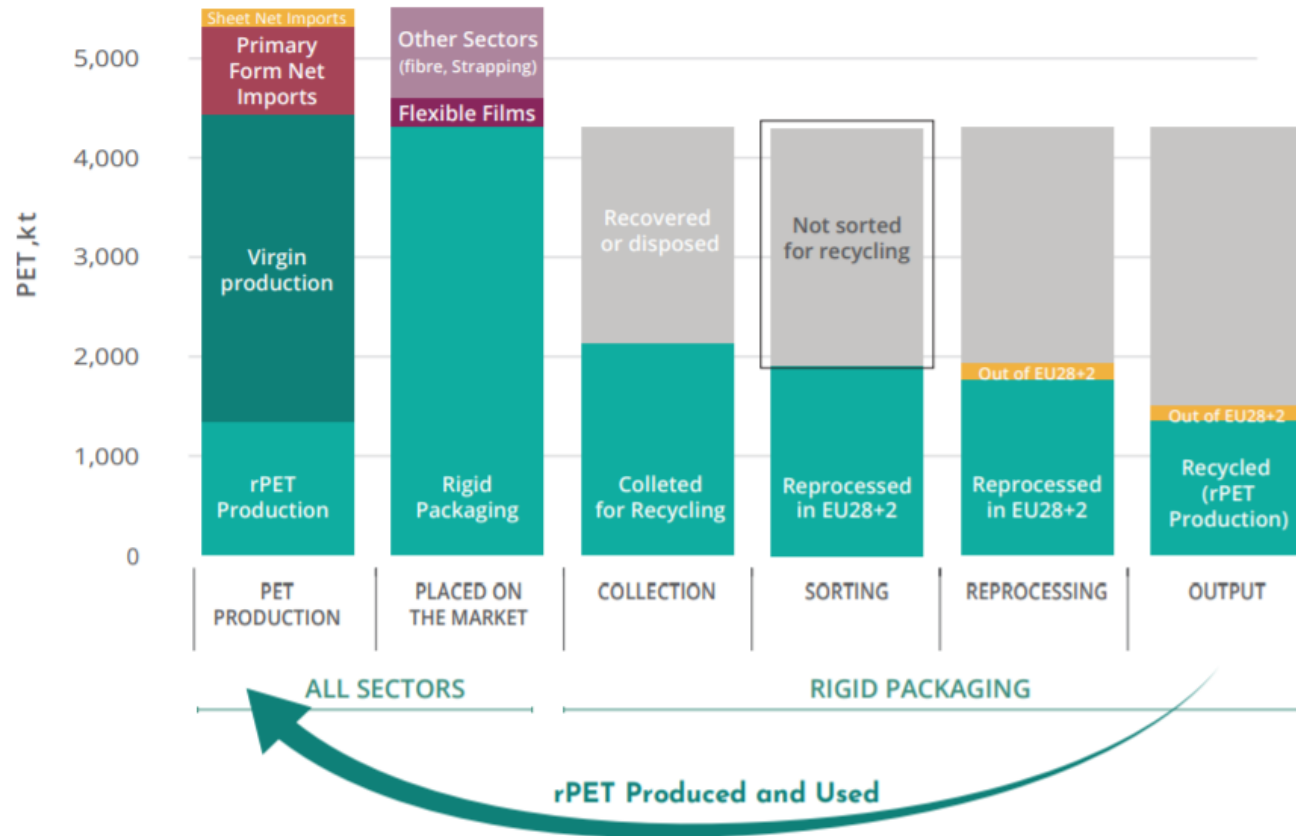 PET,kt
5,000
4,000
3,000
2,000
1,000
0
Sheet Net Imports
Primary
Form Net
Imports
Virgin
production
rPET
Production
Other Sectors
(fibre, Strapping)
Flexible Films
Rigid
Packaging
Recovered
or disposed
Colleted
for Recycling
Not sorted
for recycling
Reprocessed
in EU28+2
Out of EU28+2
Reprocessed
in EU28+2
Out of EU28+2
Recycled
(rPET
Production)
PET
PRODUCTION
PLACED ON
THE MARKET
COLLECTION
SORTING
REPROCESSING
OUTPUT
ALL SECTORS
RIGID PACKAGING
rPET Produced and Used